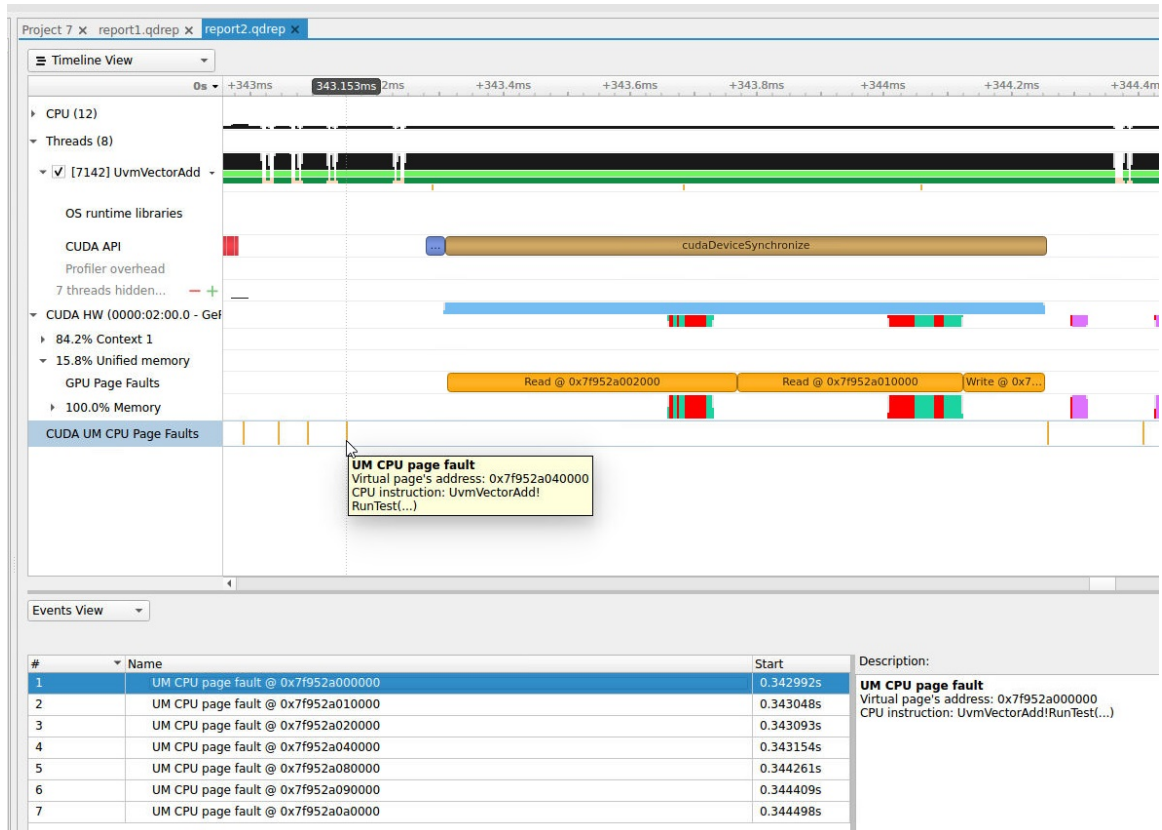 Project 7 × report1.qdrep × report2.qdrep ×
Timeline View
0s +343ms 343.153ms 2ms +343.4ms +343.6ms +343.8ms +344ms +344.2ms +344.4m
CPU (12)
Threads (8)
[7142] UvmVectorAdd
OS runtime libraries
CUDA API ... cudaDeviceSynchronize
Profiler overhead
7 threads hidden... − +
CUDA HW (0000:02:00.0 - GeF
84.2% Context 1
15.8% Unified memory
GPU Page Faults Read @ 0x7f952a002000 Read @ 0x7f952a010000 Write @ 0x7...
100.0% Memory
CUDA UM CPU Page Faults
UM CPU page fault
Virtual page's address: 0x7f952a040000
CPU instruction: UvmVectorAdd!
RunTest(...)
Events View
# Name Start Description:
1 UM CPU page fault @ 0x7f952a000000 0.342992s
2 UM CPU page fault @ 0x7f952a010000 0.343048s
3 UM CPU page fault @ 0x7f952a020000 0.343093s
4 UM CPU page fault @ 0x7f952a040000 0.343154s
5 UM CPU page fault @ 0x7f952a080000 0.344261s
6 UM CPU page fault @ 0x7f952a090000 0.344409s
7 UM CPU page fault @ 0x7f952a0a0000 0.344498s
UM CPU page fault
Virtual page's address: 0x7f952a000000
CPU instruction: UvmVectorAdd!RunTest(...)